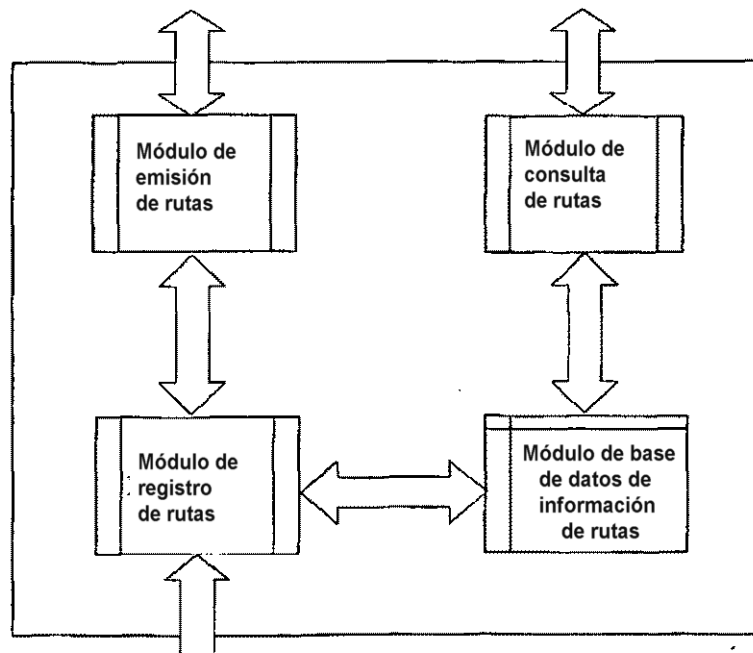 Módulo de
emisión
de rutas
Módulo de
consulta
de rutas
Módulo de
registro
de rutas
Módulo de base
de datos de
información
de rutas